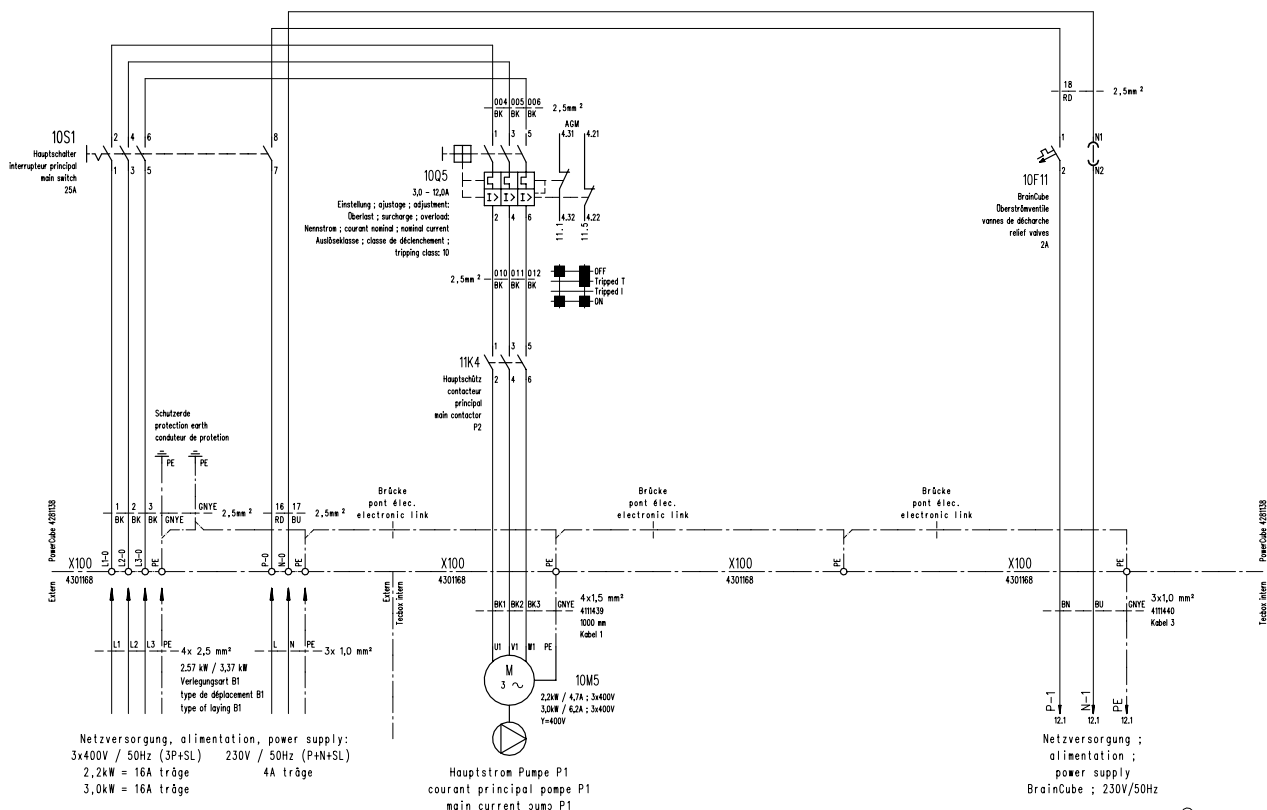 18
RD
2,5mm²
004 005 006
BK BK BK
2,5mm²
AGM
4.31 4.21
10S1
Hauptschalter
interrupteur principal
main switch
25A
2 4 6
1 3 5
8
7
1 3 5
10Q5
3,0 - 12,0A
Einstellung ; ajustage ; adjustment:
Überlast ; surcharge ; overload:
Nennstrom ; courant nominal ; nominal current
Auslöseklasse ; classe de déclenchement ;
tripping class: 10
I> I> I>
2 4 6
4.32 4.22
11.1 11.5
1 N1
2 N2
10F11
BrainCube
Überströmventile
vannes de décharche
relief valves
2A
2,5mm²
010 011 012
BK BK BK
OFF
Tripped T
Tripped I
ON
11K4
1 3 5
2 4 6
Hauptschütz
contacteur
principal
main contactor
P2
Schutzerde
protection earth
conduteur de protetion
PE PE
1 2 3 GNYE GNYE
BK BK BK
2,5mm²
16 17
RD BU
2,5mm²
Brücke
pont élec.
electronic link
Brücke
pont élec.
electronic link
Brücke
pont élec.
electronic link
PowerCube 4281138
Extern
X100
4301168
L1-0 L2-0 L3-0 PE
P-0 N-0 PE
Extern
Tecbox intern
X100
4301168
PE
X100
4301168
PE
X100
4301168
PE
PowerCube 4281138
Tecbox intern
BK1 BK2 BK3 GNYE
4x1,5 mm²
4111439
1000 mm
Kabel 1
BN BU GNYE
3x1,0 mm²
4111440
Kabel 3
L1 L2 L3 PE
4x 2,5 mm²
2,57 kW / 3,37 kW
Verlegungsart B1
type de déplacement B1
type of laying B1
L N PE
3x 1,0 mm²
U1 V1 W1 PE
M
3 ~
10M5
2,2kW / 4,7A ; 3x400V
3,0kW / 6,2A ; 3x400V
Y=400V
P-1 N-1 PE
12.1 12.1 12.1
Netzversorgung, alimentation, power supply:
3x400V / 50Hz (3P+SL) 230V / 50Hz (P+N+SL)
2,2kW = 16A träge 4A träge
3,0kW = 16A träge
Hauptstrom Pumpe P1
courant principal pompe P1
main current pump P1
Netzversorgung ;
alimentation ;
power supply
BrainCube ; 230V/50Hz